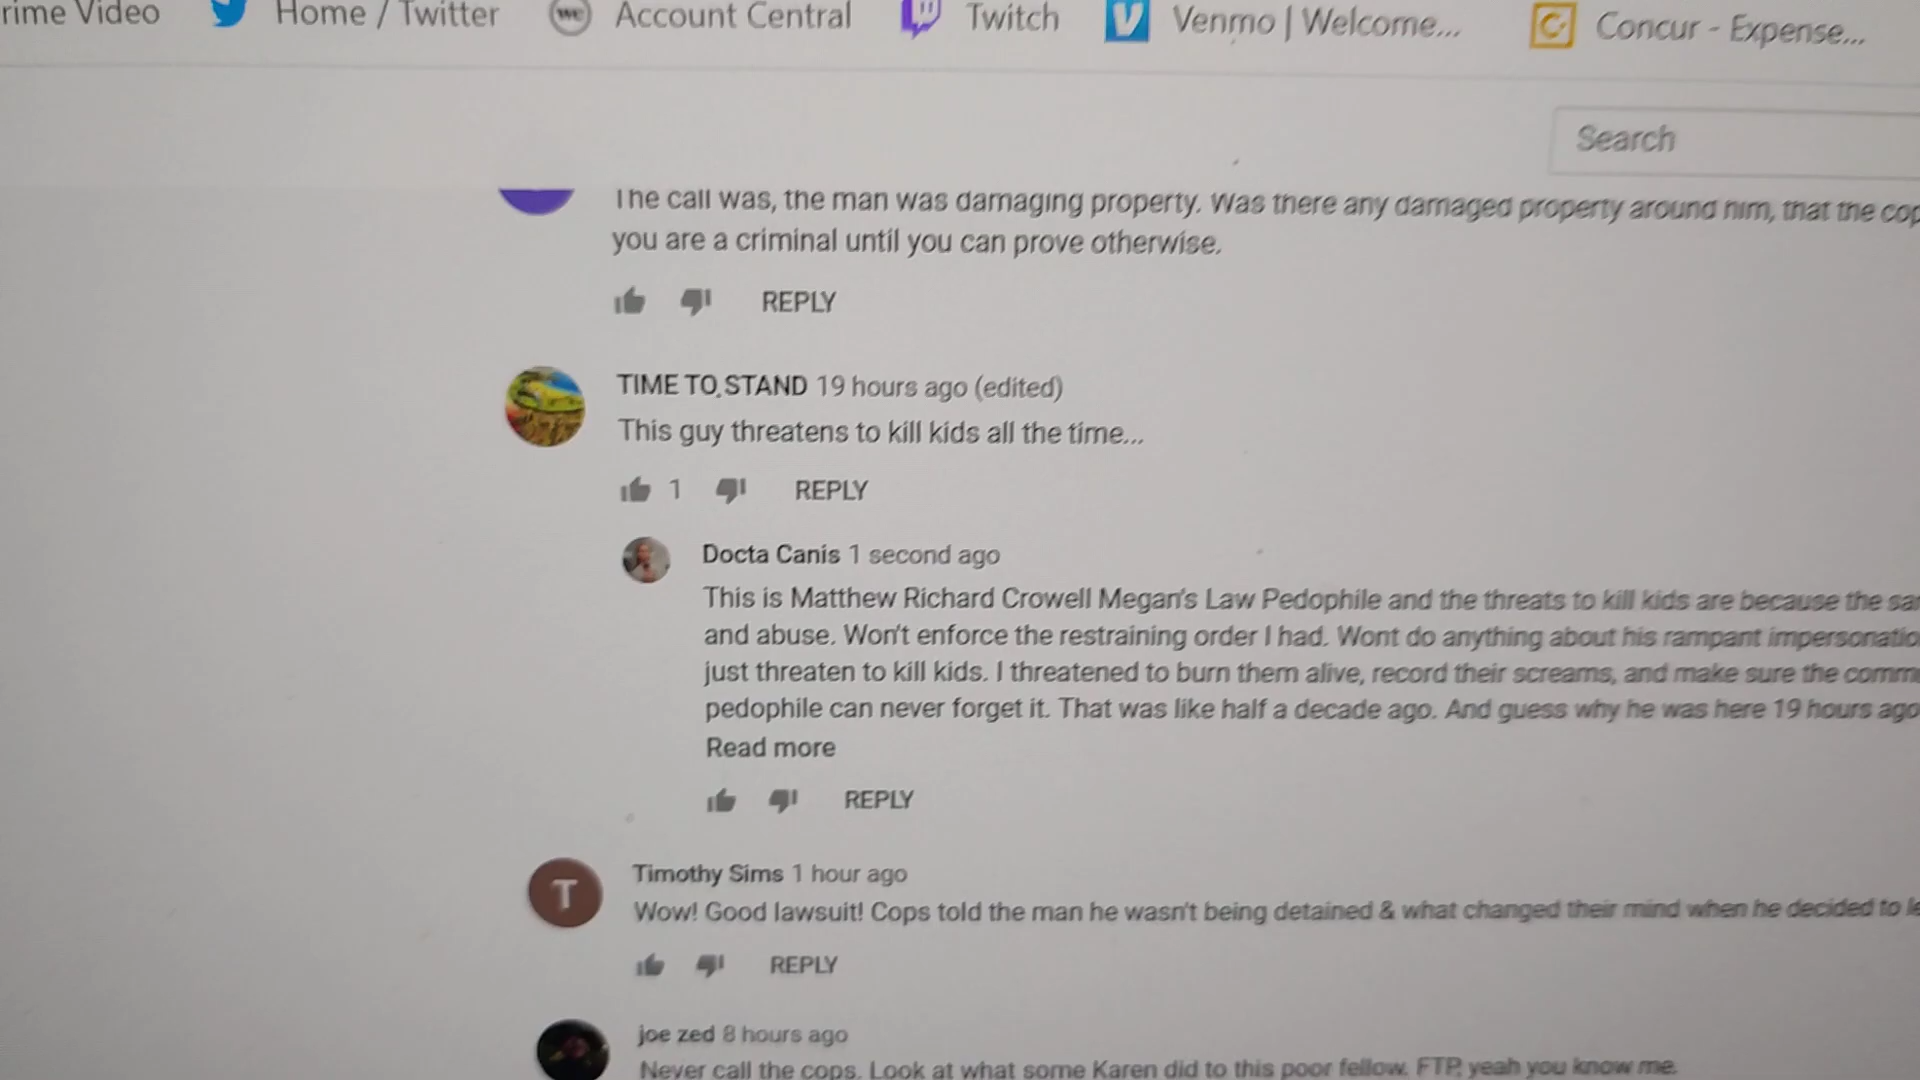 rime Video Home / Twitter Account Central Twitch Venmo | Welcome... Concur - Expense...
Search
The call was, the man was damaging property. Was there any damaged property around him, that the cop
you are a criminal until you can prove otherwise.
REPLY
TIME TO STAND 19 hours ago (edited)
This guy threatens to kill kids all the time...
1 REPLY
Docta Canis 1 second ago
This is Matthew Richard Crowell Megan's Law Pedophile and the threats to kill kids are because the
and abuse. Won't enforce the restraining order I had. Wont do anything about his rampant
just threaten to kill kids. I threatened to burn them alive, record their screams, and make sure the
pedophile can never forget it. That was like half a decade ago. And guess why he was here 19 hours ago
Read more
REPLY
T
Timothy Sims 1 hour ago
Wow! Good lawsuit! Cops told the man he wasn't being detained & what changed their mind when he decided to
REPLY
joe zed 8 hours ago
Never call the cops. Look at what some Karen did to this poor fellow. FTP, yeah you know me.